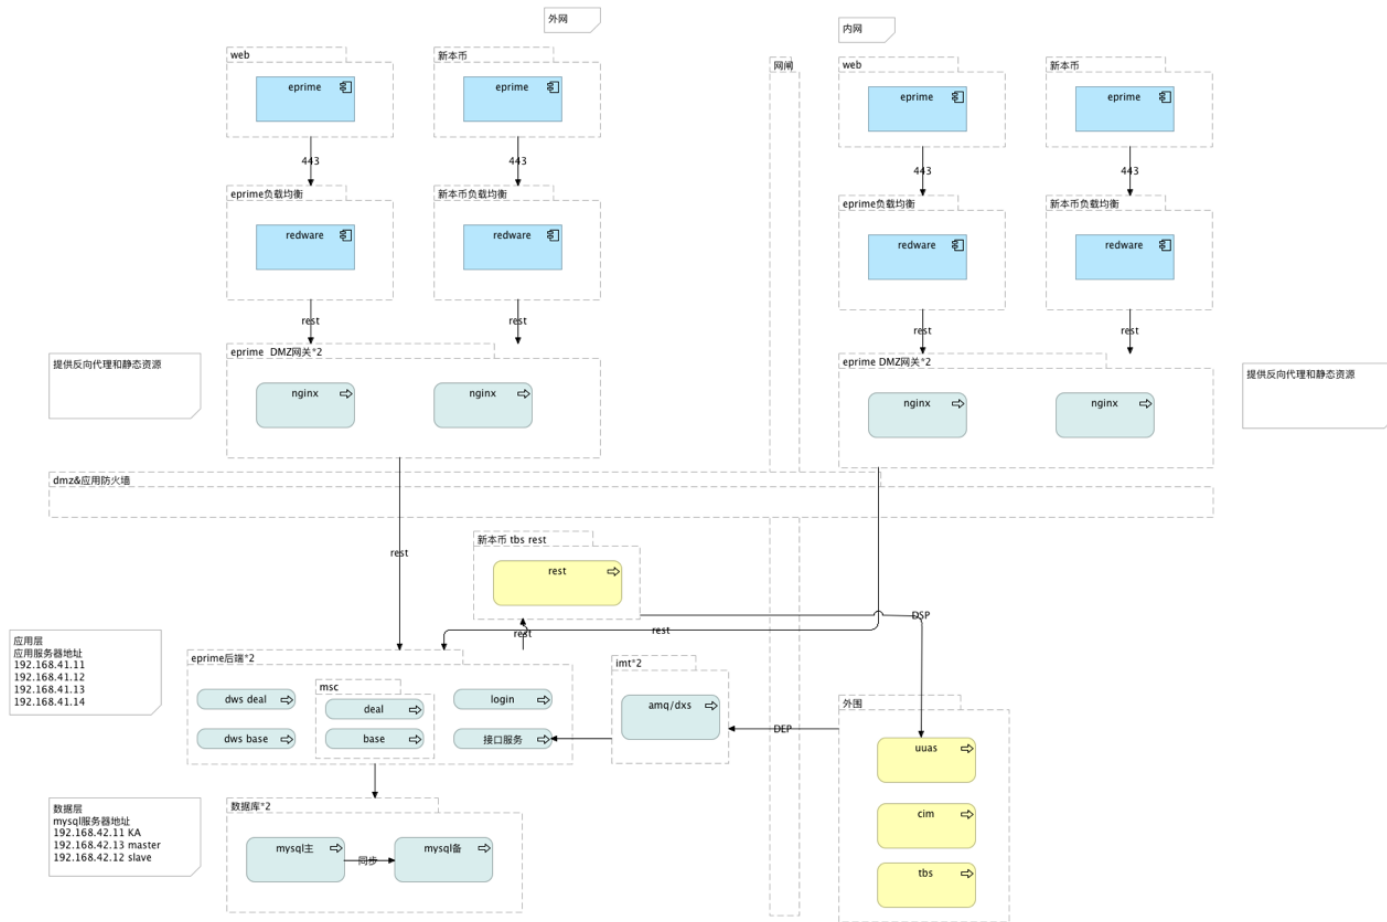 外网
内网
web
新本币
网闸
web
新本币
eprime
eprime
eprime
eprime
443
443
443
443
eprime负载均衡
新本币负载均衡
eprime负载均衡
新本币负载均衡
redware
redware
redware
redware
rest
rest
rest
rest
eprime DMZ网关*2
eprime DMZ网关*2
提供反向代理和静态资源
提供反向代理和静态资源
nginx
nginx
nginx
nginx
dmz&应用防火墙
rest
新本币 tbs rest
rest
DSP
rest
rest
应用层
应用服务器地址
192.168.41.11
192.168.41.12
192.168.41.13
192.168.41.14
eprime后端*2
dws deal
dws base
msc
deal
base
login
接口服务
imt*2
amq/dxs
DEP
外围
uuas
cim
tbs
数据层
mysql服务器地址
192.168.42.11 KA
192.168.42.13 master
192.168.42.12 slave
数据库*2
mysql主
同步
mysql备